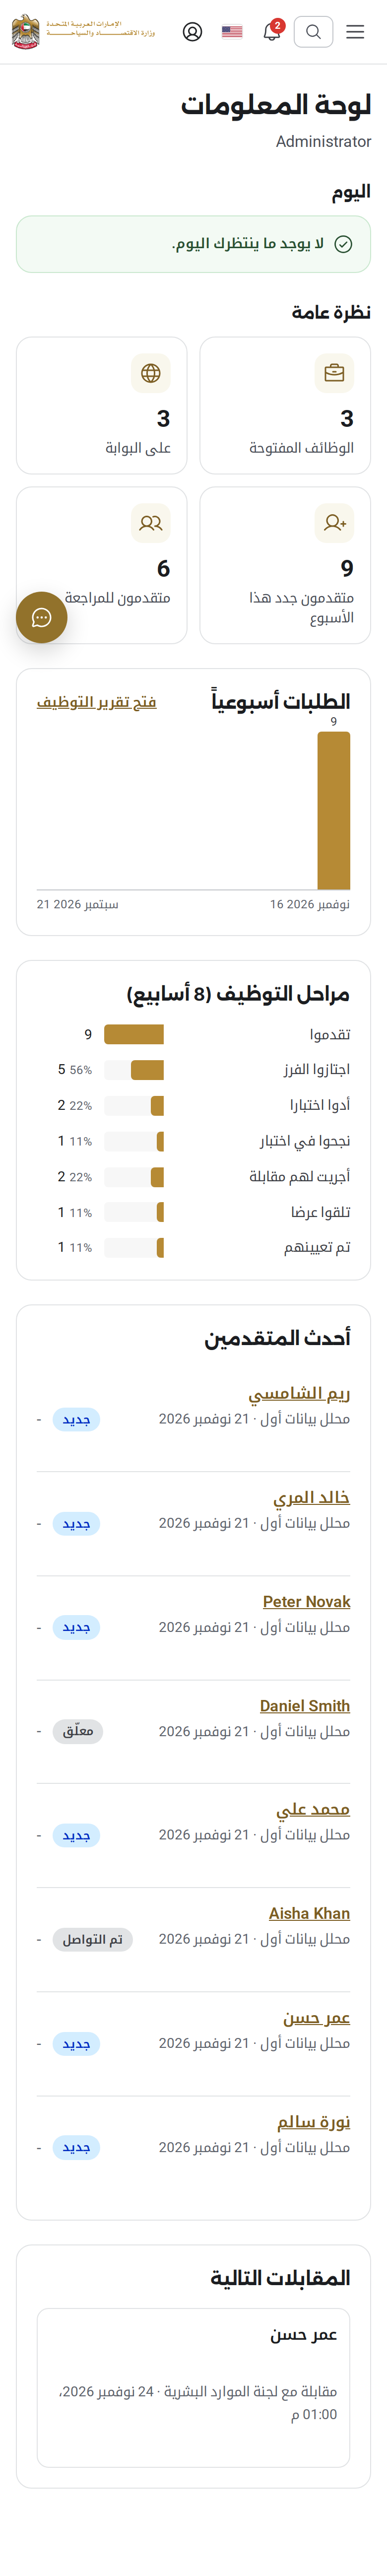 الإمارات العربية المتحدة
وزارة الاقتصاد والسياحة
2
لوحة المعلومات
Administrator
اليوم
لا يوجد ما ينتظرك اليوم.
نظرة عامة
3
الوظائف المفتوحة
3
على البوابة
9
متقدمون جدد هذا
الأسبوع
6
متقدمون للمراجعة
الطلبات أسبوعياً
فتح تقرير التوظيف
9
16 نوفمبر 2026
21 سبتمبر 2026
مراحل التوظيف (8 أسابيع)
تقدموا 9
اجتازوا الفرز 56% 5
أدوا اختبارا 22% 2
نجحوا في اختبار 11% 1
أجريت لهم مقابلة 22% 2
تلقوا عرضا 11% 1
تم تعيينهم 11% 1
أحدث المتقدمين
ريم الشامسي
محلل بيانات أول · 21 نوفمبر 2026 جديد -
خالد المري
محلل بيانات أول · 21 نوفمبر 2026 جديد -
Peter Novak
محلل بيانات أول · 21 نوفمبر 2026 جديد -
Daniel Smith
محلل بيانات أول · 21 نوفمبر 2026 معلّق -
محمد علي
محلل بيانات أول · 21 نوفمبر 2026 جديد -
Aisha Khan
محلل بيانات أول · 21 نوفمبر 2026 تم التواصل -
عمر حسن
محلل بيانات أول · 21 نوفمبر 2026 جديد -
نورة سالم
محلل بيانات أول · 21 نوفمبر 2026 جديد -
المقابلات التالية
عمر حسن
مقابلة مع لجنة الموارد البشرية · 24 نوفمبر 2026،
01:00 م